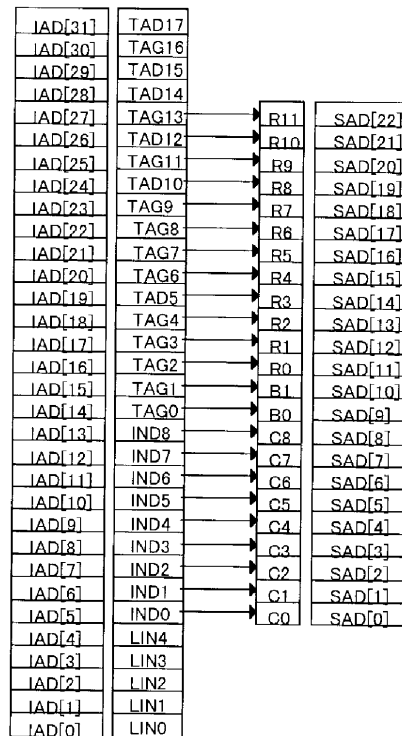 IAD[31] TAD17
IAD[30] TAG16
IAD[29] TAD15
IAD[28] TAD14
IAD[27] TAG13 R11 SAD[22]
IAD[26] TAD12 R10 SAD[21]
IAD[25] TAG11 R9 SAD[20]
IAD[24] TAD10 R8 SAD[19]
IAD[23] TAG9 R7 SAD[18]
IAD[22] TAG8 R6 SAD[17]
IAD[21] TAG7 R5 SAD[16]
IAD[20] TAG6 R4 SAD[15]
IAD[19] TAD5 R3 SAD[14]
IAD[18] TAG4 R2 SAD[13]
IAD[17] TAG3 R1 SAD[12]
IAD[16] TAG2 R0 SAD[11]
IAD[15] TAG1 B1 SAD[10]
IAD[14] TAG0 B0 SAD[9]
IAD[13] IND8 C8 SAD[8]
IAD[12] IND7 C7 SAD[7]
IAD[11] IND6 C6 SAD[6]
IAD[10] IND5 C5 SAD[5]
IAD[9] IND4 C4 SAD[4]
IAD[8] IND3 C3 SAD[3]
IAD[7] IND2 C2 SAD[2]
IAD[6] IND1 C1 SAD[1]
IAD[5] IND0 C0 SAD[0]
IAD[4] LIN4
IAD[3] LIN3
IAD[2] LIN2
IAD[1] LIN1
IAD[0] LIN0